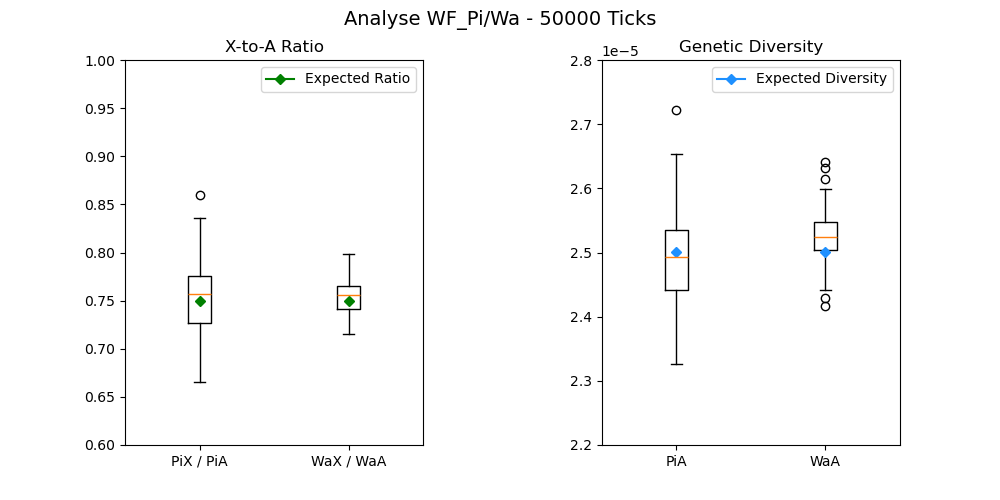 Analyse WF_Pi/Wa - 50000 Ticks
X-to-A Ratio
Expected Ratio
1.00
0.95
0.90
0.85
0.80
0.75
0.70
0.65
0.60
PiX / PiA
WaX / WaA
1e−5
Genetic Diversity
Expected Diversity
2.8
2.7
2.6
2.5
2.4
2.3
2.2
PiA
WaA